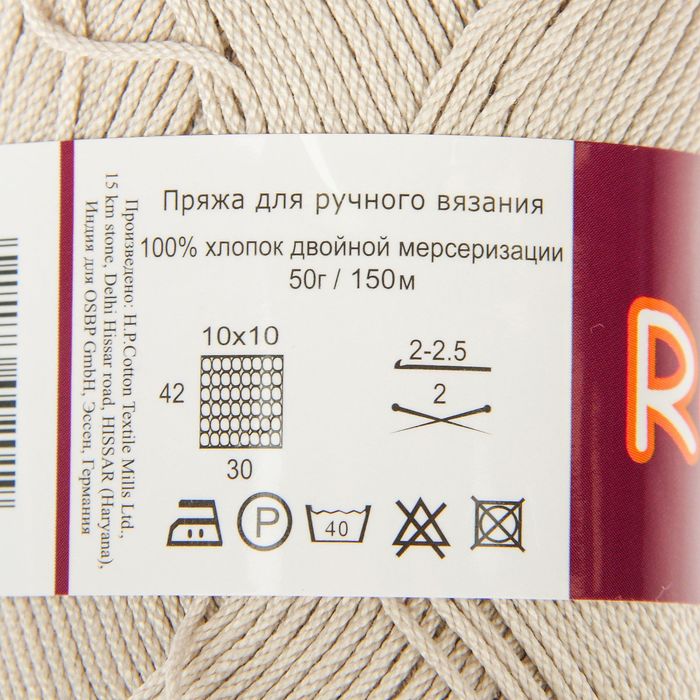 Пряжа для ручного вязания
100% хлопок двойной мерсеризации
50г / 150м
10x10
42
30
2-2.5
2
P
40
Произведено: H.P.Cotton Textile Mills Ltd.,
15 km stone, Delhi Hissar road, HISSAR (Haryana),
Индия для OSBP GmbH, Эссен, Германия
R